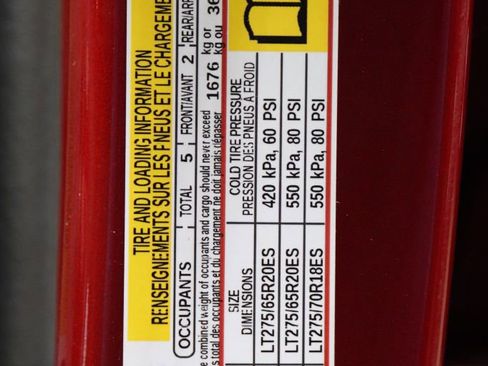 TIRE AND LOADING INFORMATION
RENSEIGNEMENTS SUR LES PNEUS ET LE CHARGEME
OCCUPANTS TOTAL 5 FRONT/AVANT 2 REAR/ARR
e combined weight of occupants and cargo should never exceed 1676 kg or
s total des occupants et du chargement ne doit jamais dépasser kg ou
SIZE COLD TIRE PRESSURE
DIMENSIONS PRESSION DES PNEUS A FROID
LT275/65R20ES 420 kPa, 60 PSI
LT275/65R20ES 550 kPa, 80 PSI
LT275/70R18ES 550 kPa, 80 PSI